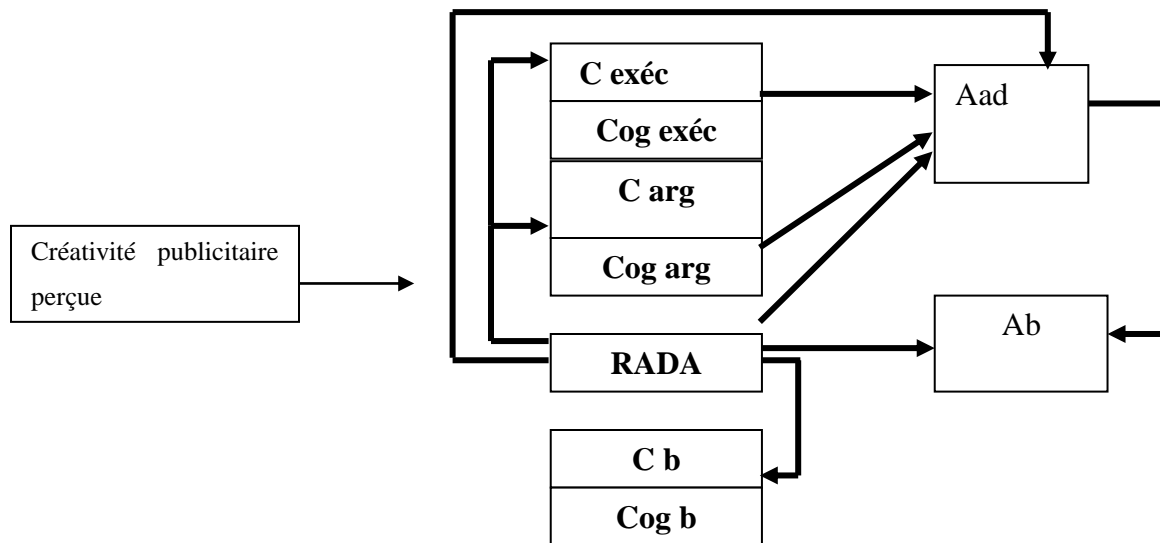 Créativité publicitaire
perçue
C exéc
Cog exéc
C arg
Cog arg
RADA
C b
Cog b
Aad
Ab